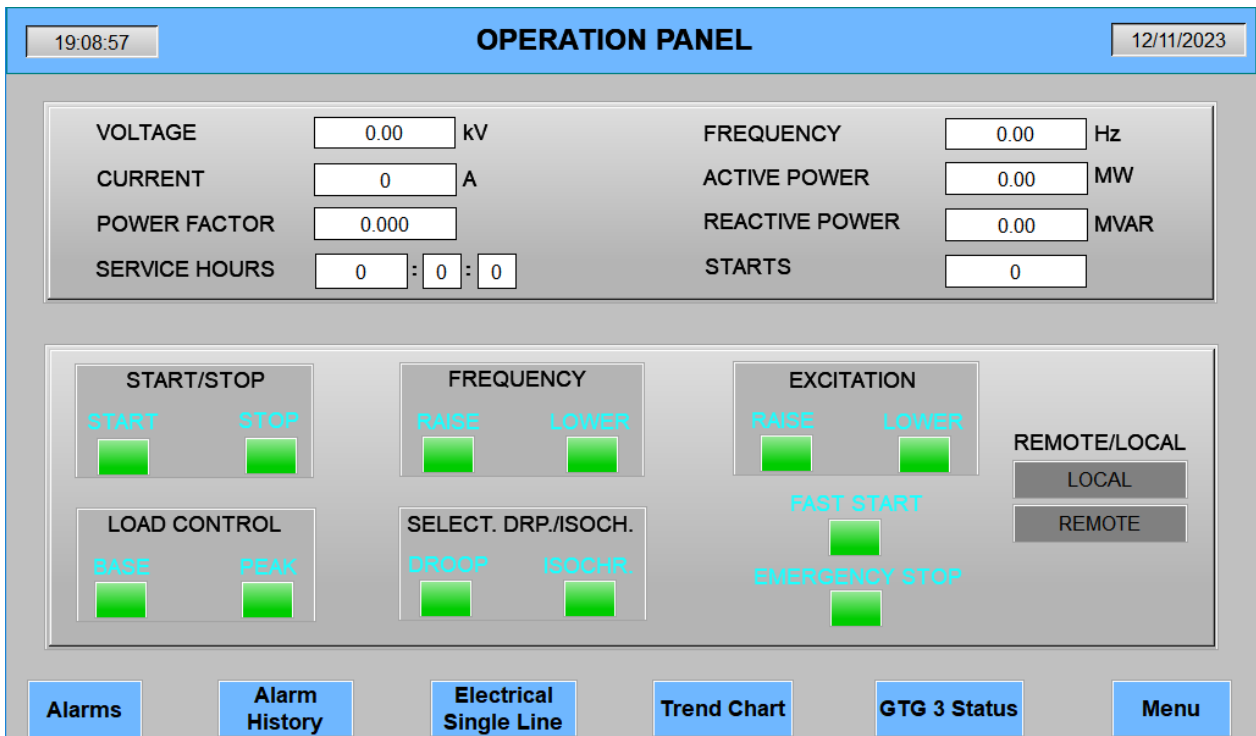 19:08:57
OPERATION PANEL
12/11/2023
VOLTAGE 0.00 kV
FREQUENCY 0.00 Hz
CURRENT 0 A
ACTIVE POWER 0.00 MW
POWER FACTOR 0.000
REACTIVE POWER 0.00 MVAR
SERVICE HOURS 0 : 0 : 0
STARTS 0
START/STOP
START STOP
FREQUENCY
RAISE LOWER
EXCITATION
RAISE LOWER
REMOTE/LOCAL
LOCAL
REMOTE
LOAD CONTROL
BASE PEAK
SELECT. DRP./ISOCH.
DROOP ISOCHR.
FAST START
EMERGENCY STOP
Alarms
Alarm
History
Electrical
Single Line
Trend Chart
GTG 3 Status
Menu